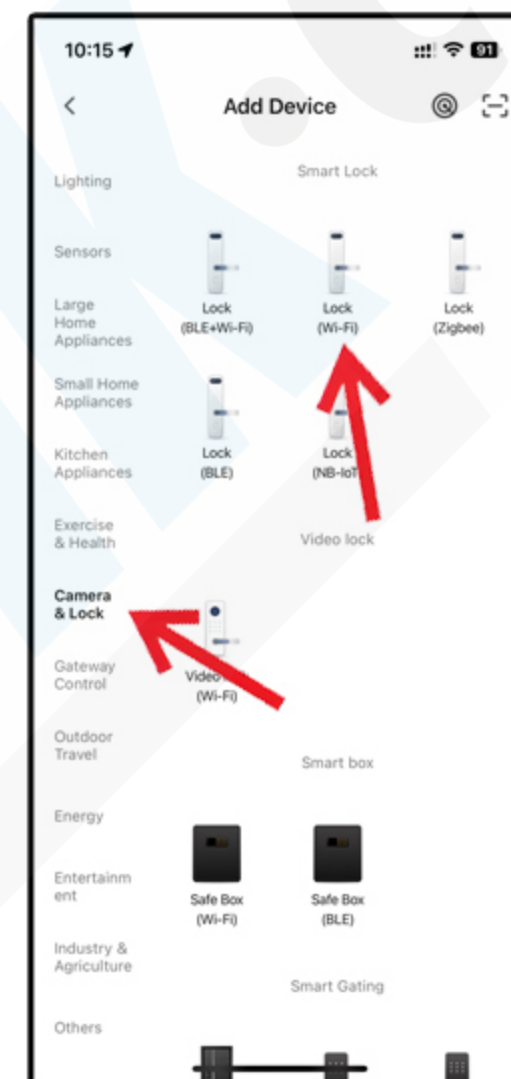 10:15
91
Add Device
Lighting
Sensors
Large
Home
Appliances
Small Home
Appliances
Kitchen
Appliances
Exercise
& Health
Camera
& Lock
Gateway
Control
Outdoor
Travel
Energy
Entertainm
ent
Industry &
Agriculture
Others
Smart Lock
Lock
(BLE+Wi-Fi)
Lock
(Wi-Fi)
Lock
(Zigbee)
Lock
(BLE)
Lock
(NB-IoT
Video lock
Video
(Wi-Fi)
Smart box
Safe Box
(Wi-Fi)
Safe Box
(BLE)
Smart Gating